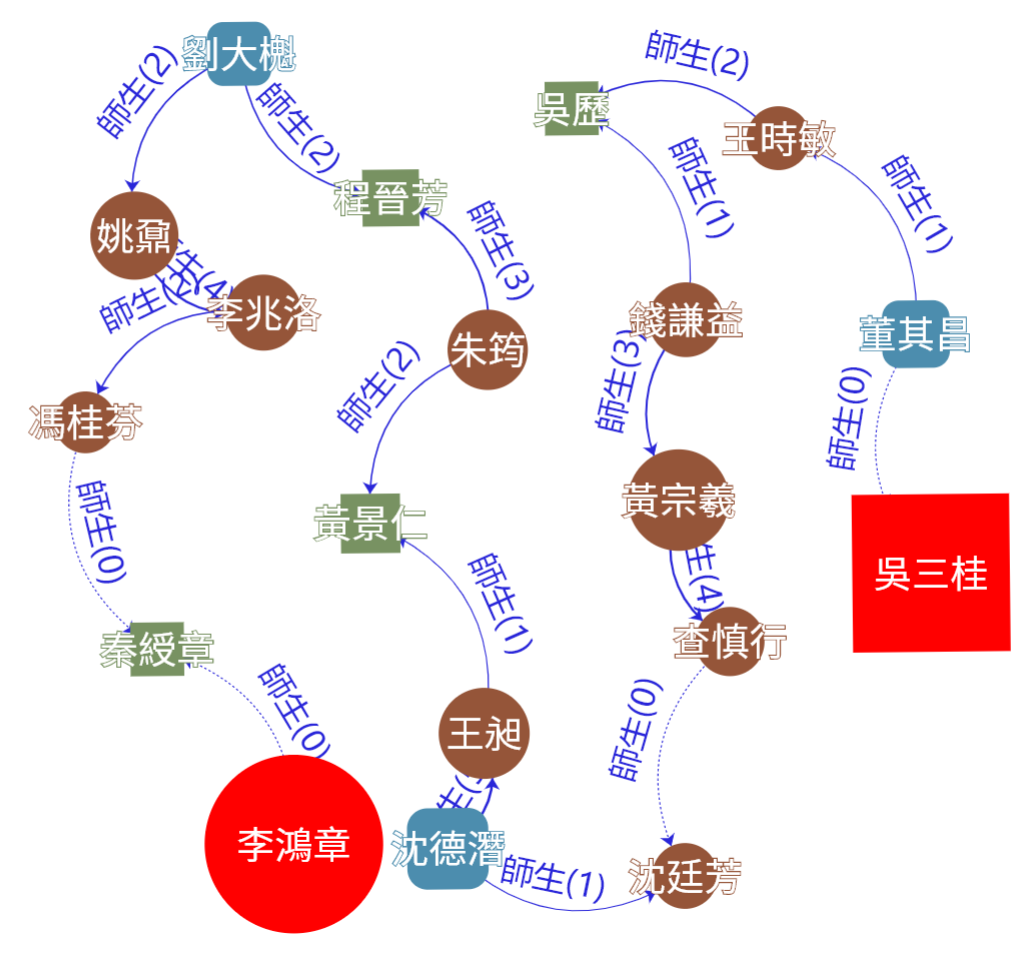 劉大櫆
師生(2)
師生(2)
程晉芳
姚鼐
師生(2)
李兆洛
師生(3)
朱筠
師生(2)
馮桂芬
師生(0)
黃景仁
師生(1)
秦綬章
師生(0)
李鴻章
王昶
沈德潛
師生(1)
沈廷芳
師生(0)
查慎行
生(4)
黃宗羲
師生(3)
錢謙益
師生(1)
吳歷
師生(2)
王時敏
師生(1)
董其昌
師生(0)
吳三桂